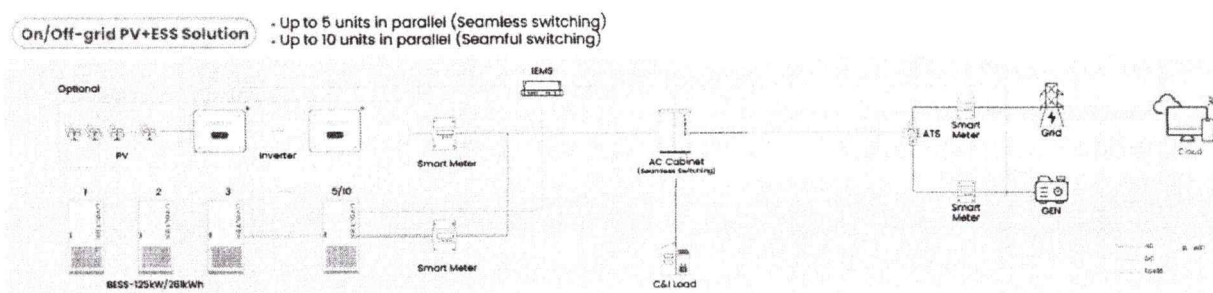 On/Off-grid PV+ESS Solution
• Up to 5 units in parallel (Seamless switching)
• Up to 10 units in parallel (Seamful switching)
IEMS
Optional
PV
Inverter
Smart Meter
AC Cabinet
(Seamless Switching)
ATS
Smart
Meter
Grid
Cloud
1
2
3
5/10
Smart Meter
Smart
Meter
GEN
BESS-125kW/261kWh
C&I Load